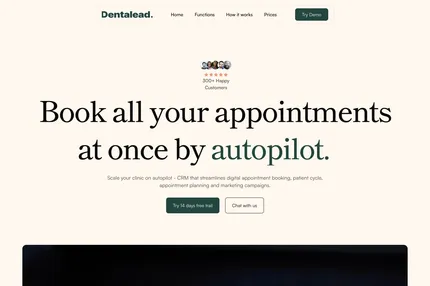 Dentalead.
Home Functions How it works Prices Try Demo
300+ Happy
Customers
Book all your appointments
at once by autopilot.
Scale your clinic on autopilot - CRM that streamlines digital appointment booking, patient cycle,
appointment planning and marketing campaigns.
Try 14 days free trail Chat with us